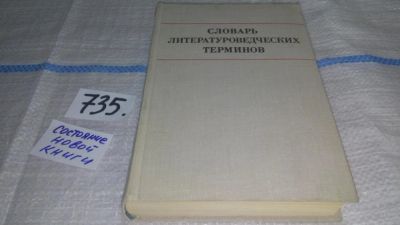 СЛОВАРЬ
ЛИТЕРАТУРОВЕДЧЕСКИХ
ТЕРМИНОВ
735.
СОСТОЯНИЕ
НОВОЙ
КНИГИ